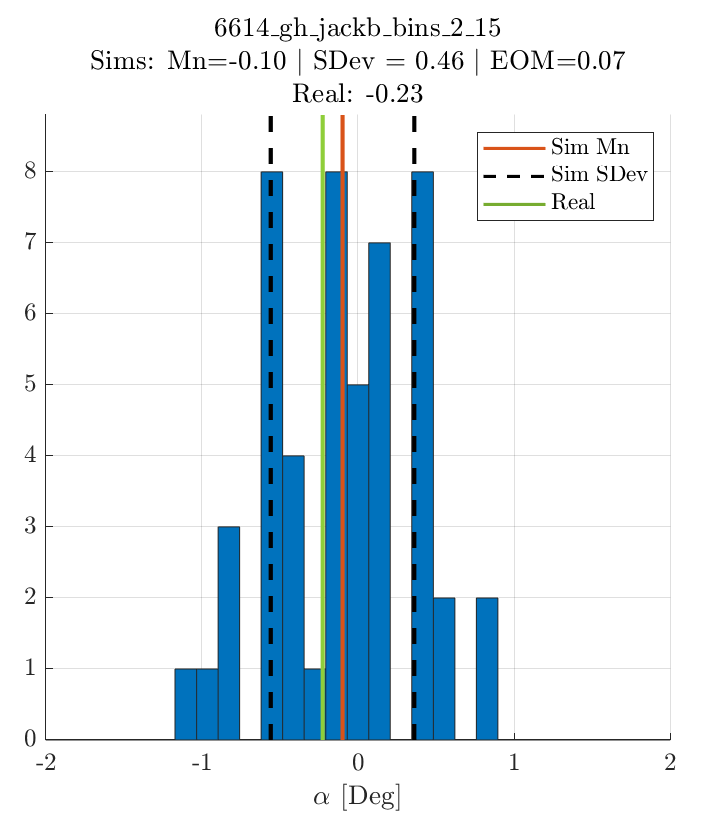 6614_gh_jackb_bins_2_15
Sims: Mn=-0.10 | SDev = 0.46 | EOM=0.07
Real: -0.23
Sim Mn
Sim SDev
Real
8
7
6
5
4
3
2
1
0
-2 -1 0 1 2
α [Deg]